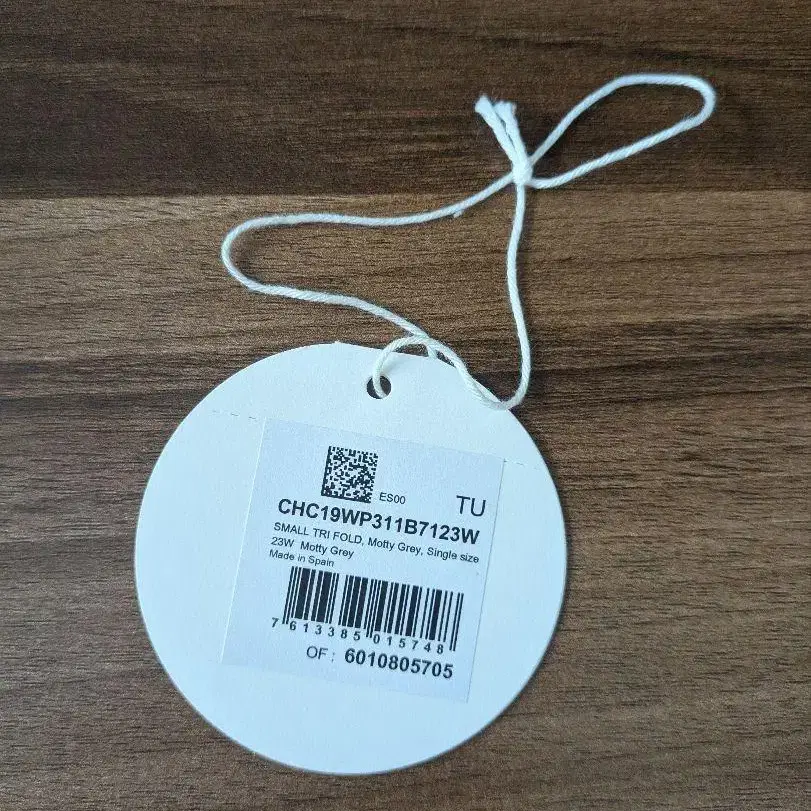 ES00
TU
CHC19WP311B7123W
SMALL TRI FOLD, Motty Grey, Single size
23W Motty Grey
Made in Spain
7 613385 015748
OF : 6010805705